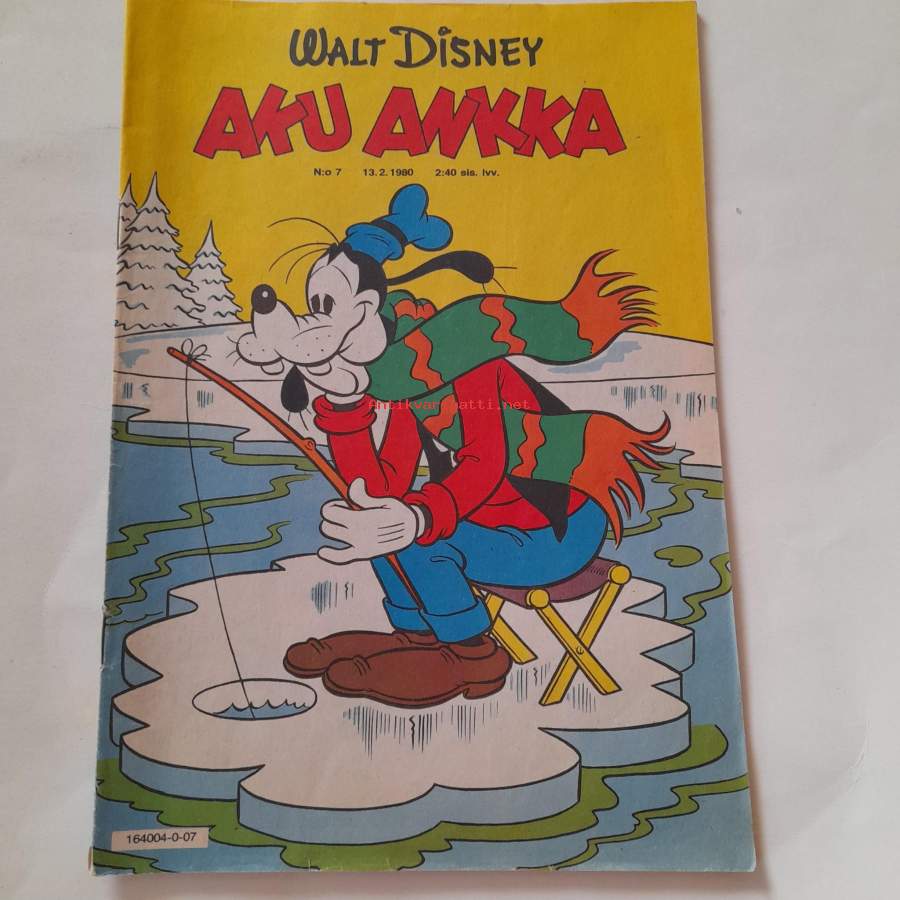 WALT DISNEY
AKU ANKKA
N:o 7 13.2.1980 2:40 sis. lvv.
Antikvariaatti.net
164004-0-07